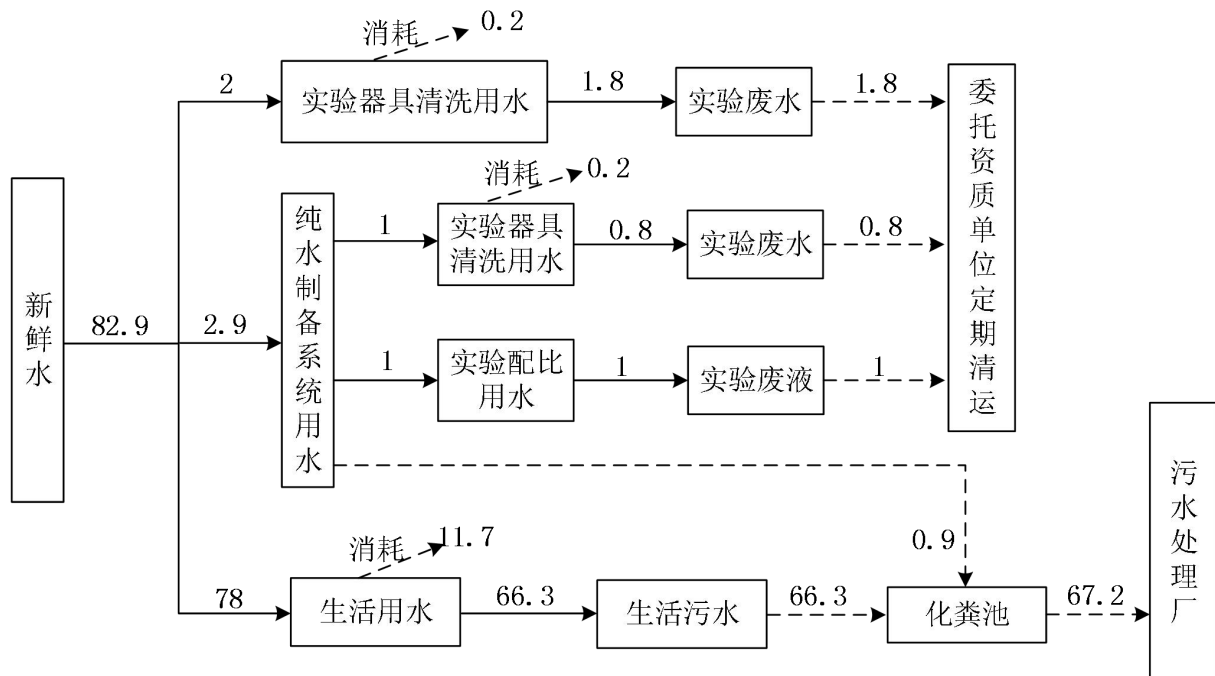 新鲜水
82.9
2
实验器具清洗用水
消耗
0.2
1.8
实验废水
1.8
2.9
纯水制备系统用水
1
实验器具
清洗用水
消耗
0.2
0.8
实验废水
0.8
1
实验配比
用水
1
实验废液
1
委托资质单位定期清运
0.9
78
生活用水
消耗
11.7
66.3
生活污水
66.3
化粪池
67.2
污水处理厂